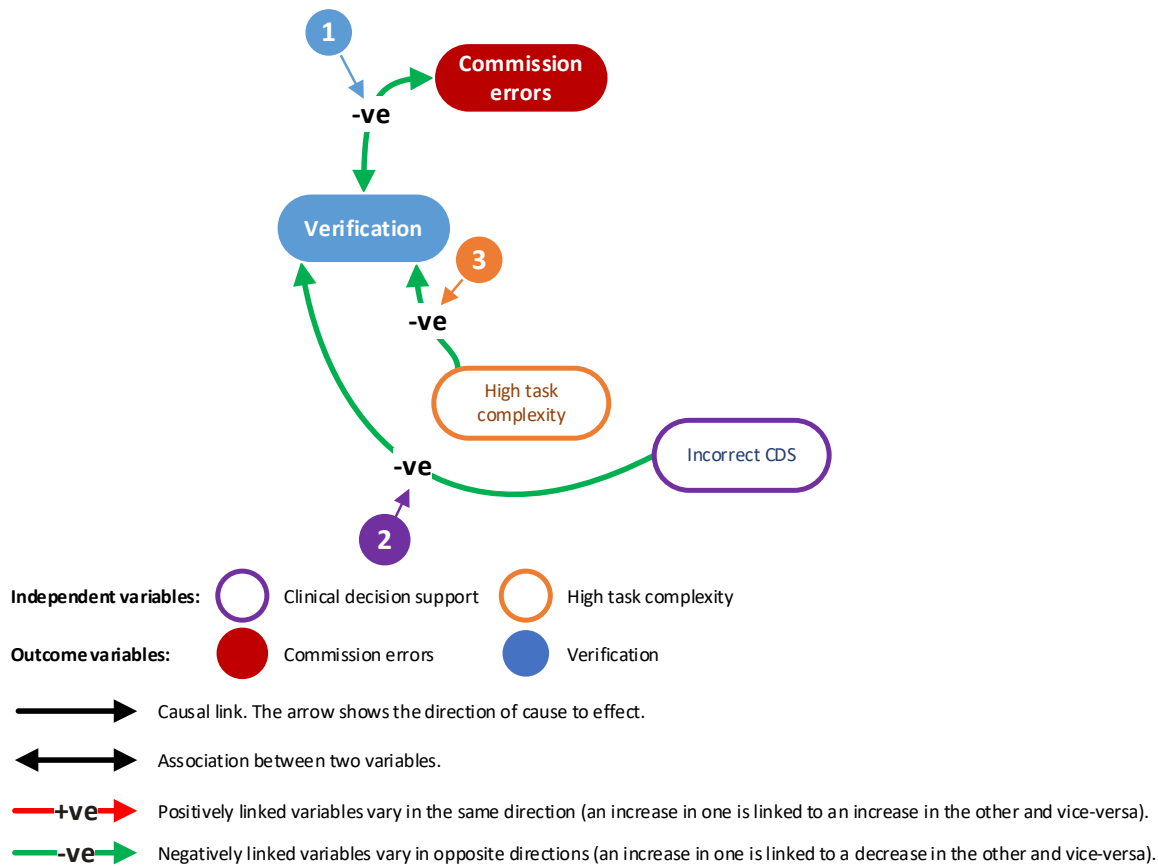 1
Commission
errors
-ve
Verification
3
-ve
High task
complexity
Incorrect CDS
-ve
2
Independent variables: Clinical decision support High task complexity
Outcome variables: Commission errors Verification
Causal link. The arrow shows the direction of cause to effect.
Association between two variables.
+ve Positively linked variables vary in the same direction (an increase in one is linked to an increase in the other and vice-versa).
-ve Negatively linked variables vary in opposite directions (an increase in one is linked to a decrease in the other and vice-versa).